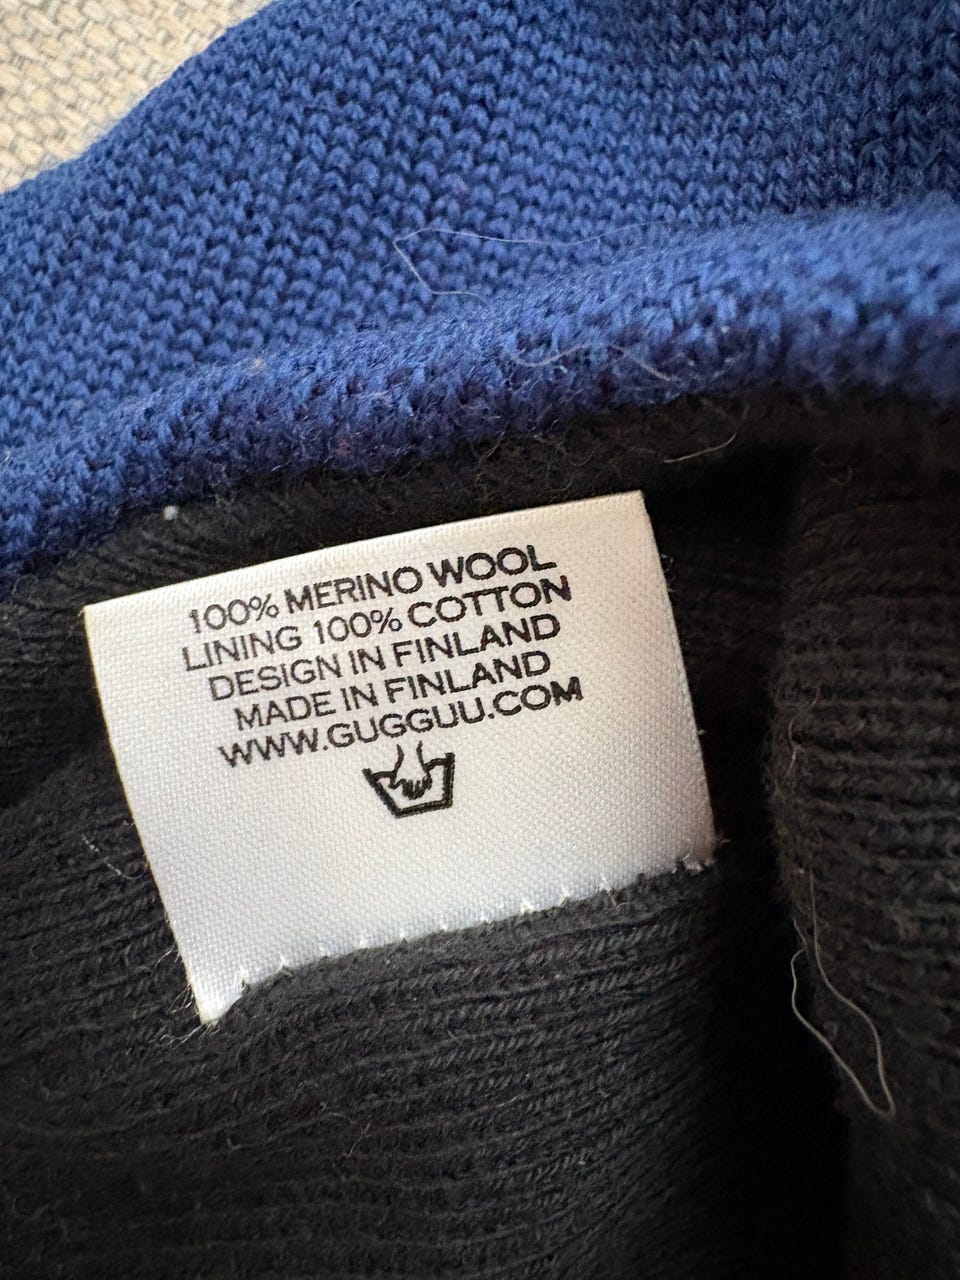 100% MERINO WOOL
LINING 100% COTTON
DESIGN IN FINLAND
MADE IN FINLAND
WWW.GUGGUU.COM